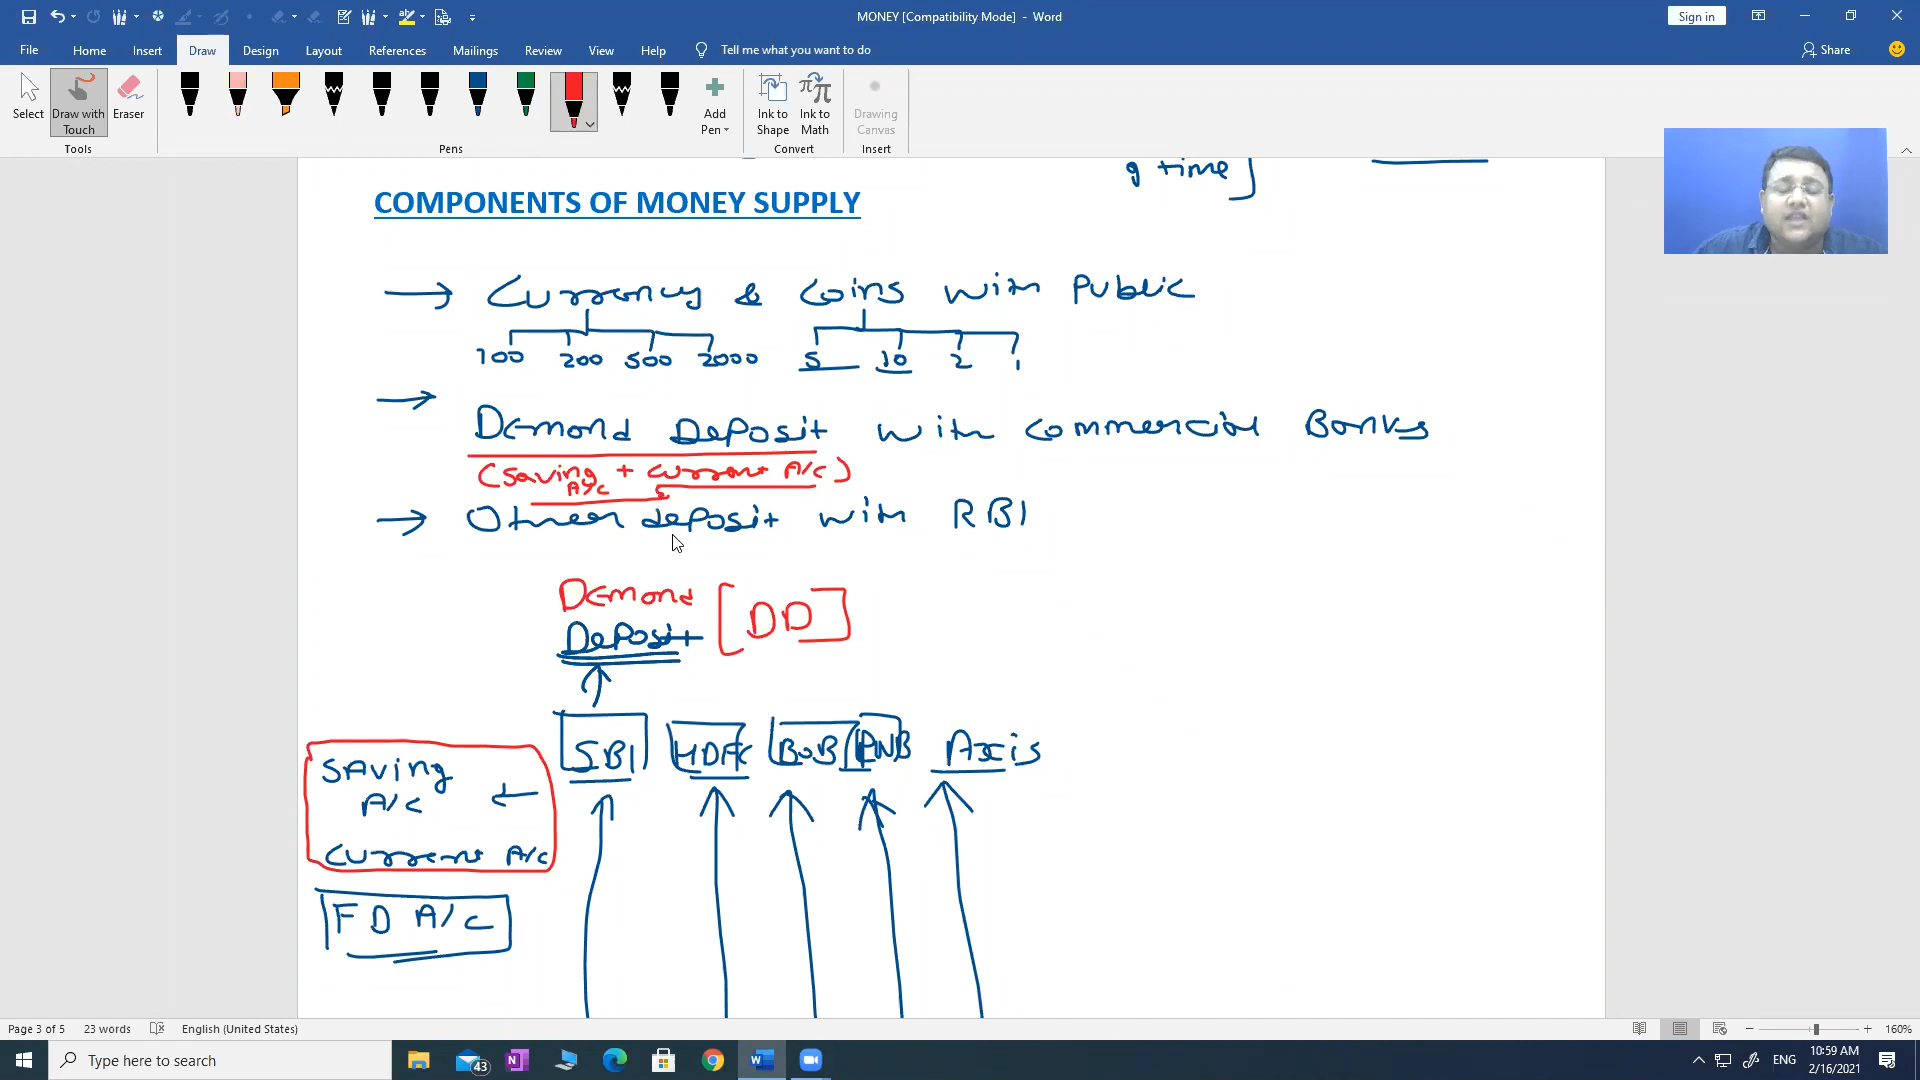 MONEY [Compatibility Mode] - Word
Sign in
File Home Insert Draw Design Layout References Mailings Review View Help Tell me what you want to do Share
Select Draw with Touch Eraser Add Pen Ink to Shape Ink to Math Drawing Canvas
Tools Pens Convert Insert
g time]
COMPONENTS OF MONEY SUPPLY
→ Currency & Coins with Public
100 200 500 2000 5 10 2 1
→ Demand Deposit with Commercial Banks
(Saving A/c + Current A/c)
→ Other deposit with RBI
Demand [DD]
Deposit
SBI HDFC BOB PNB Axis
SAVing
A/c ←
Current A/c
FD A/c
Page 3 of 5 23 words English (United States) 160%
Type here to search
43
ENG
10:59 AM
2/16/2021